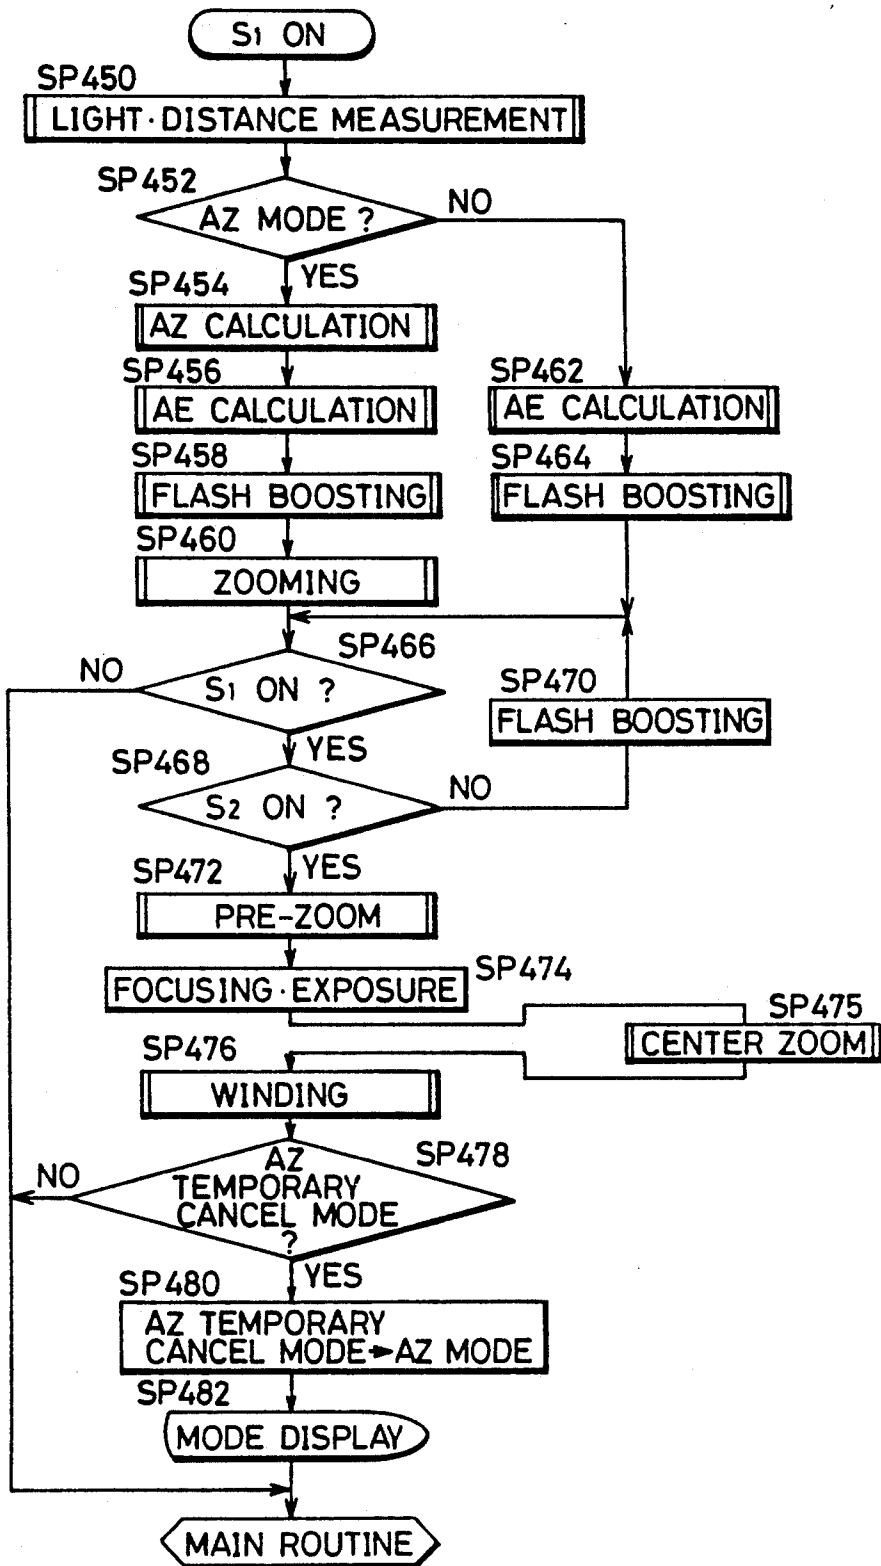 S1 ON
SP450
LIGHT·DISTANCE MEASUREMENT
SP452
AZ MODE ?
NO
YES
SP454
AZ CALCULATION
SP456
AE CALCULATION
SP462
AE CALCULATION
SP458
FLASH BOOSTING
SP464
FLASH BOOSTING
SP460
ZOOMING
SP466
NO
S1 ON ?
SP470
FLASH BOOSTING
YES
SP468
S2 ON ?
NO
YES
SP472
PRE-ZOOM
SP474
FOCUSING·EXPOSURE
SP475
CENTER ZOOM
SP476
WINDING
SP478
NO
AZ
TEMPORARY
CANCEL MODE
?
YES
SP480
AZ TEMPORARY
CANCEL MODE→AZ MODE
SP482
MODE DISPLAY
MAIN ROUTINE